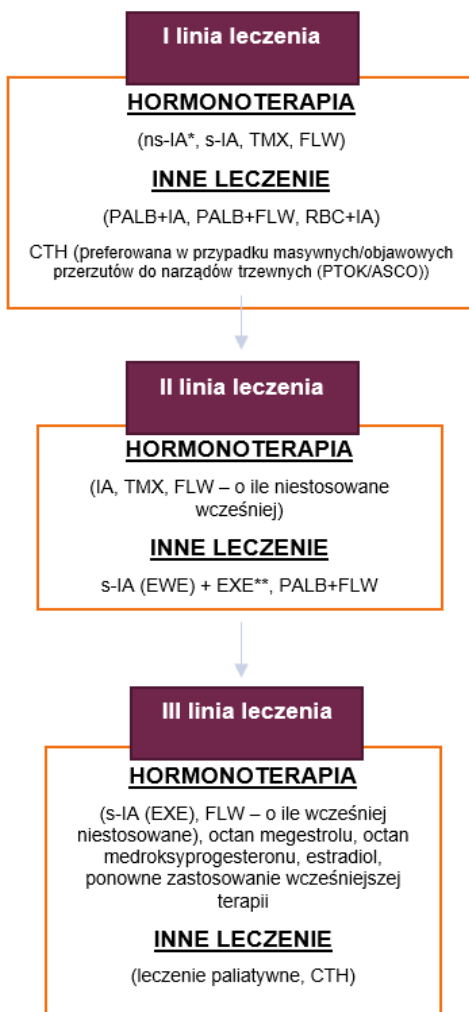 I linia leczenia
HORMONOTERAPIA
(ns-IA*, s-IA, TMX, FLW)
INNE LECZENIE
(PALB+IA, PALB+FLW, RBC+IA)
CTH (preferowana w przypadku masywnych/objawowych
przerzutów do narządów trzewnych (PTOK/ASCO))
II linia leczenia
HORMONOTERAPIA
(IA, TMX, FLW – o ile niestosowane
wcześniej)
INNE LECZENIE
s-IA (EWE) + EXE**, PALB+FLW
III linia leczenia
HORMONOTERAPIA
(s-IA (EXE), FLW – o ile wcześniej
niestosowane), octan megestrolu, octan
medroksyprogesteronu, estradiol,
ponowne zastosowanie wcześniejszej
terapii
INNE LECZENIE
(leczenie paliatywne, CTH)